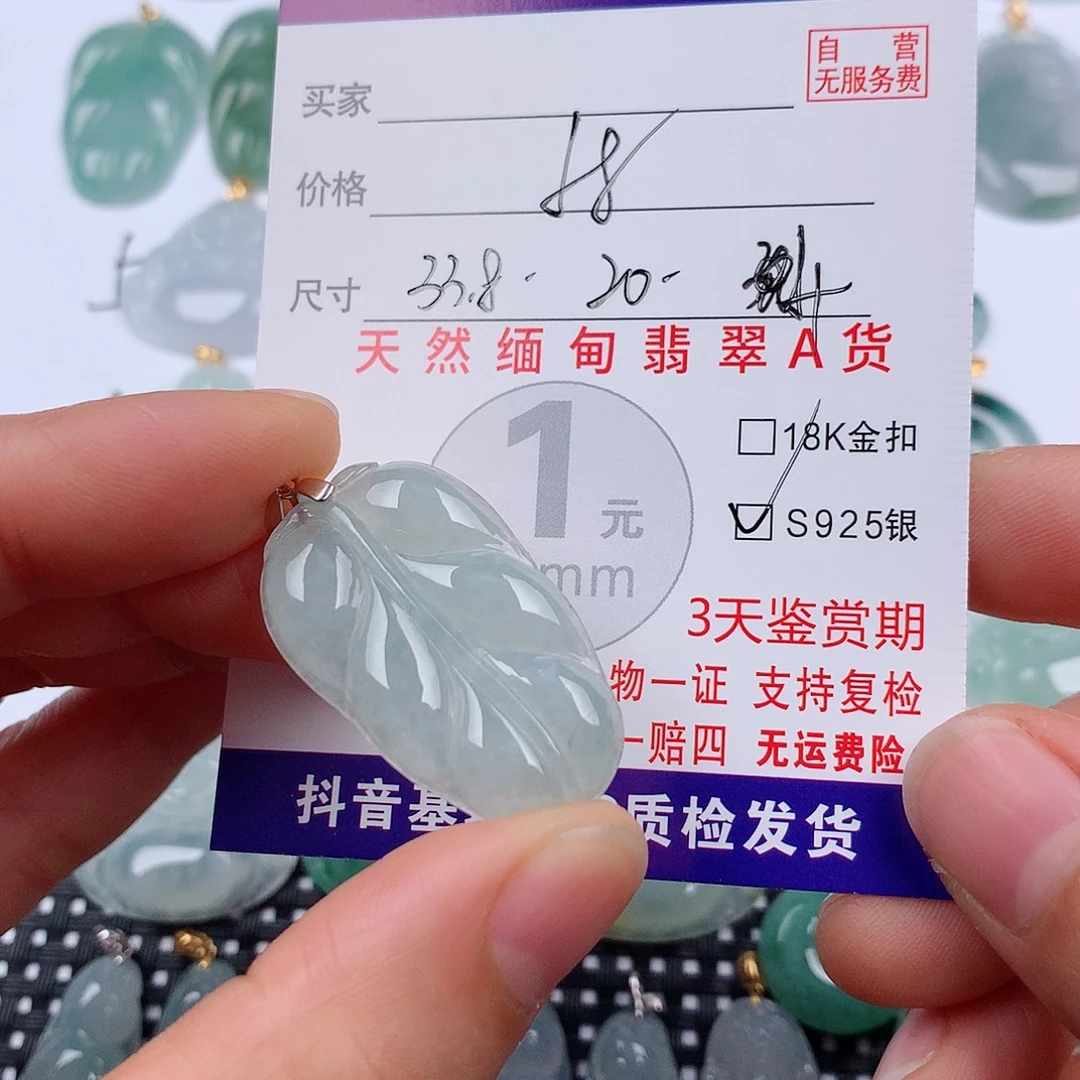 自 营
无服务费
买家
价格 18
尺寸 33.8 · 20 ·
天然缅甸翡翠A货
1元
mm
18K金扣
S925银
3天鉴赏期
物一证 支持复检
一赔四 无运费险
抖音基 质检发货